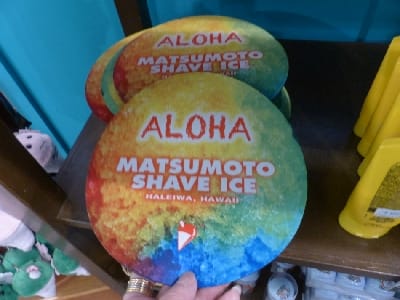 ALOHA
MATSUMOTO
SHAVE ICE
ALOHA
MATSUMOTO
SHAVE ICE
HALEIWA, HAWAII